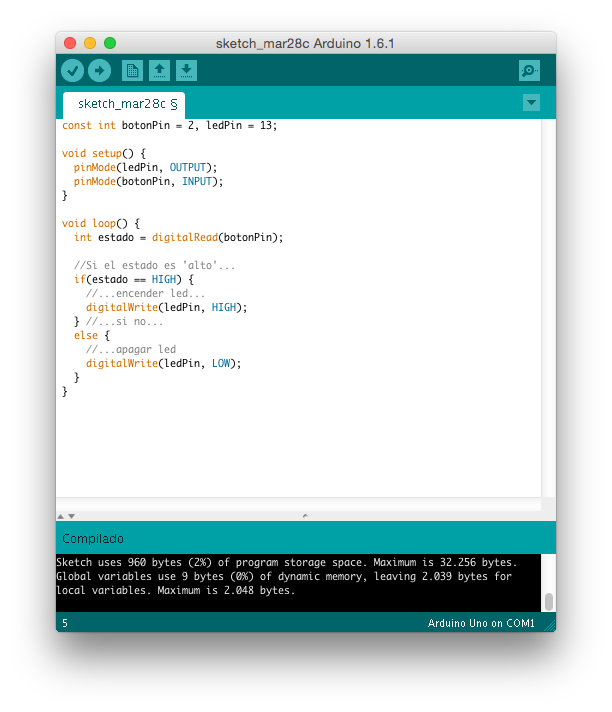 sketch_mar28c Arduino 1.6.1
sketch_mar28c §
const int botonPin = 2, ledPin = 13;
void setup() {
pinMode(ledPin, OUTPUT);
pinMode(botonPin, INPUT);
}
void loop() {
int estado = digitalRead(botonPin);
//Si el estado es 'alto'...
if(estado == HIGH) {
//...encender led...
digitalWrite(ledPin, HIGH);
} //...si no...
else {
//...apagar led
digitalWrite(ledPin, LOW);
}
}
Compilado
Sketch uses 960 bytes (2%) of program storage space. Maximum is 32.256 bytes.
Global variables use 9 bytes (0%) of dynamic memory, leaving 2.039 bytes for
local variables. Maximum is 2.048 bytes.
5
Arduino Uno on COM1